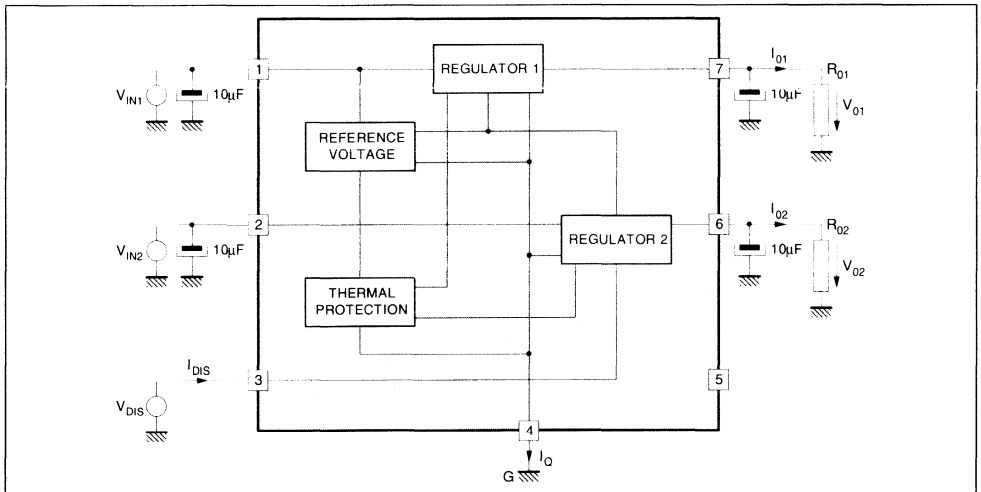 1
REGULATOR 1
7
I01
R01
VIN1
10µF
10µF
V01
REFERENCE
VOLTAGE
2
6
I02
REGULATOR 2
R02
VIN2
10µF
10µF
V02
THERMAL
PROTECTION
IDIS
3
5
VDIS
4
IQ
G